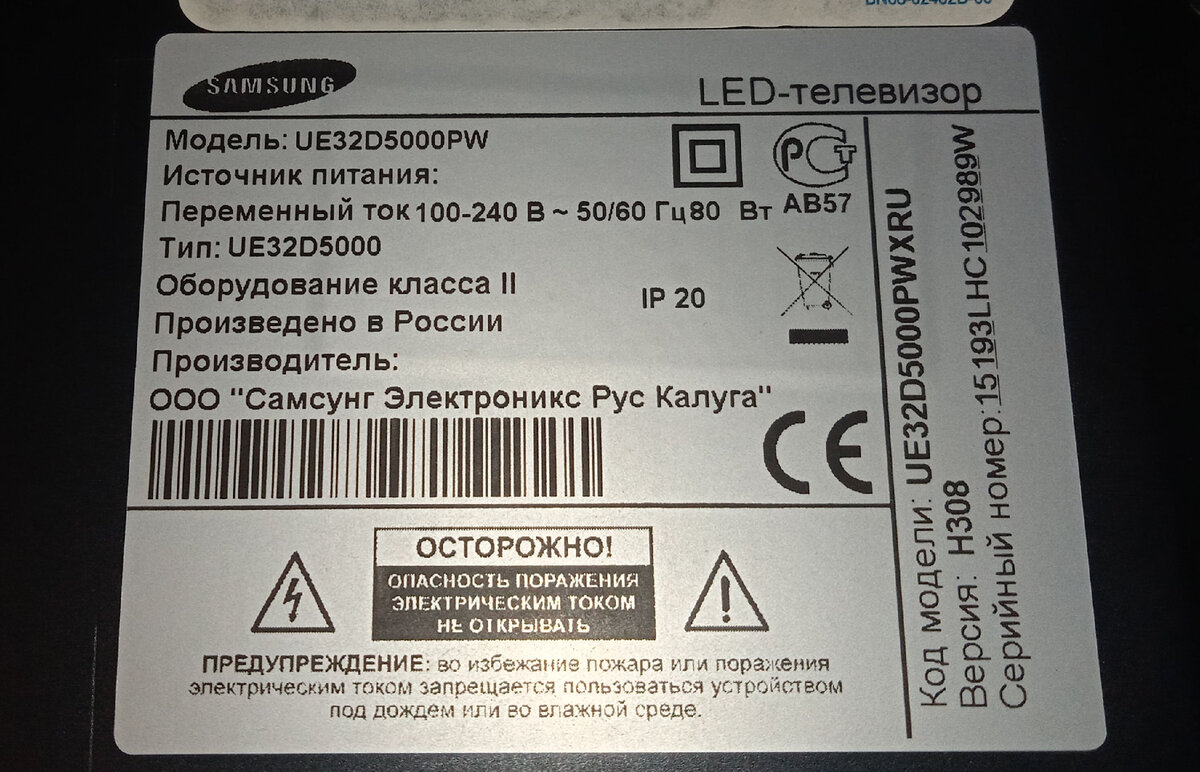 SAMSUNG
LED-телевизор
Модель: UE32D5000PW
Источник питания:
Переменный ток 100-240 В ~ 50/60 Гц 80 Вт
АВ57
Тип: UE32D5000
Оборудование класса II
IP 20
Произведено в России
Производитель:
ООО "Самсунг Электроникс Рус Калуга"
CE
ОСТОРОЖНО!
ОПАСНОСТЬ ПОРАЖЕНИЯ
ЭЛЕКТРИЧЕСКИМ ТОКОМ
НЕ ОТКРЫВАТЬ
ПРЕДУПРЕЖДЕНИЕ: во избежание пожара или поражения
электрическим током запрещается пользоваться устройством
под дождем или во влажной среде.
Код модели: UE32D5000PWXRU
Версия: H308
Серийный номер:15193LHC102989W